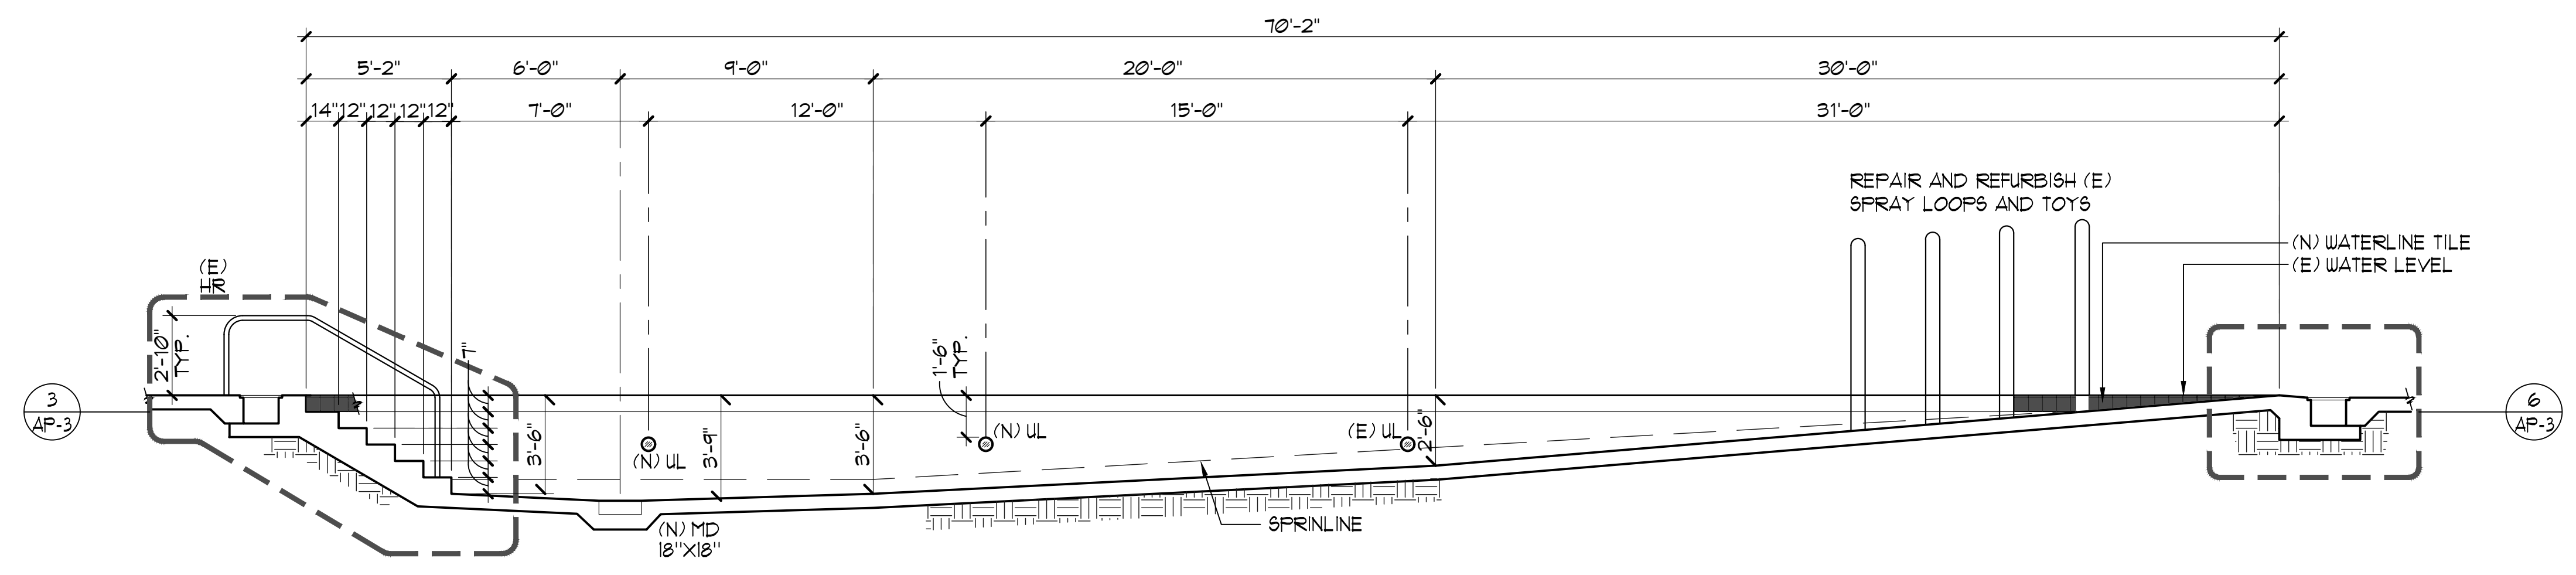 70'-2"
5'-2" 6'-0" 9'-0" 20'-0" 30'-0"
14" 12" 12" 12" 12" 7'-0" 12'-0" 15'-0" 31'-0"
REPAIR AND REFURBISH (E)
SPRAY LOOPS AND TOYS
(N) WATERLINE TILE
(E) WATER LEVEL
(E)
HR
2'-10"
TYP.
7"
1'-6"
TYP.
3
AP-3
6
AP-3
3'-6"
(N) UL
3'-9"
3'-6"
(N) UL
(E) UL
2'-6"
(N) MD
18"X18"
SPRINLINE